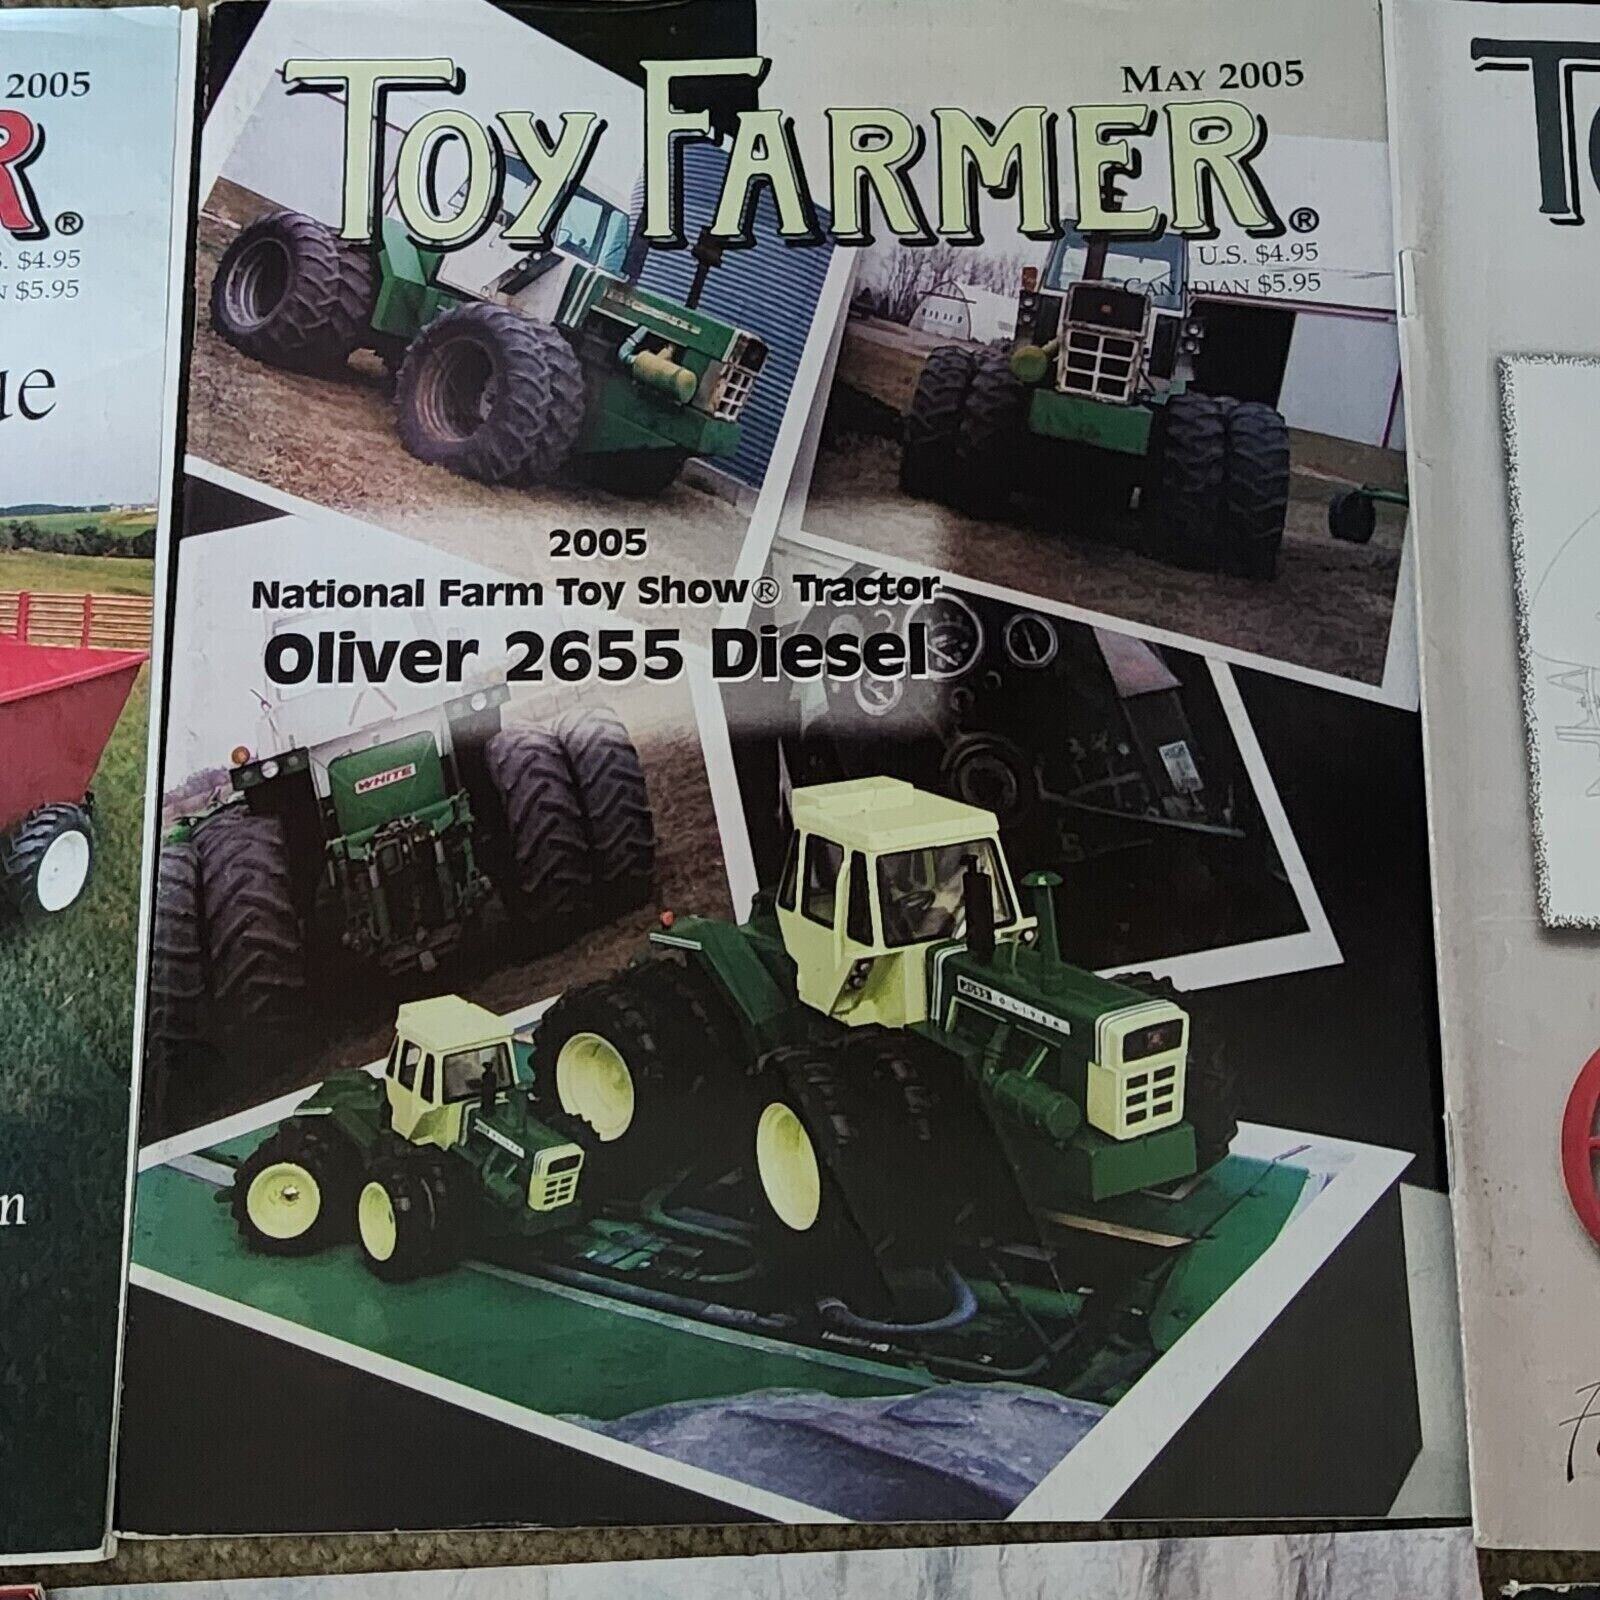 2005
R®
S. $4.95
N $5.95
ue
n
MAY 2005
TOY FARMER®
U.S. $4.95
CANADIAN $5.95
2005
National Farm Toy Show® Tractor
Oliver 2655 Diesel
WHITE
2655 OLIVER